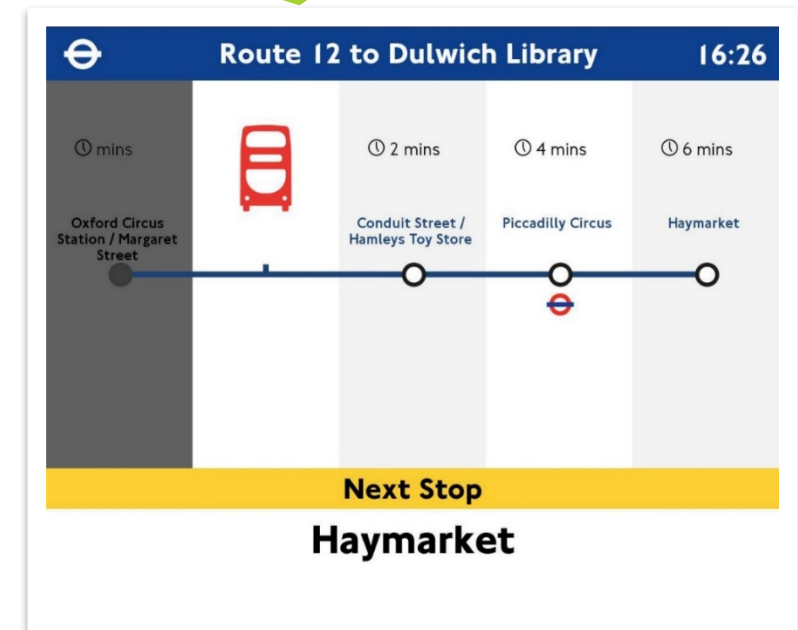 Route 12 to Dulwich Library
16:26
mins
2 mins
4 mins
6 mins
Oxford Circus
Station / Margaret
Street
Conduit Street /
Hamleys Toy Store
Piccadilly Circus
Haymarket
Next Stop
Haymarket